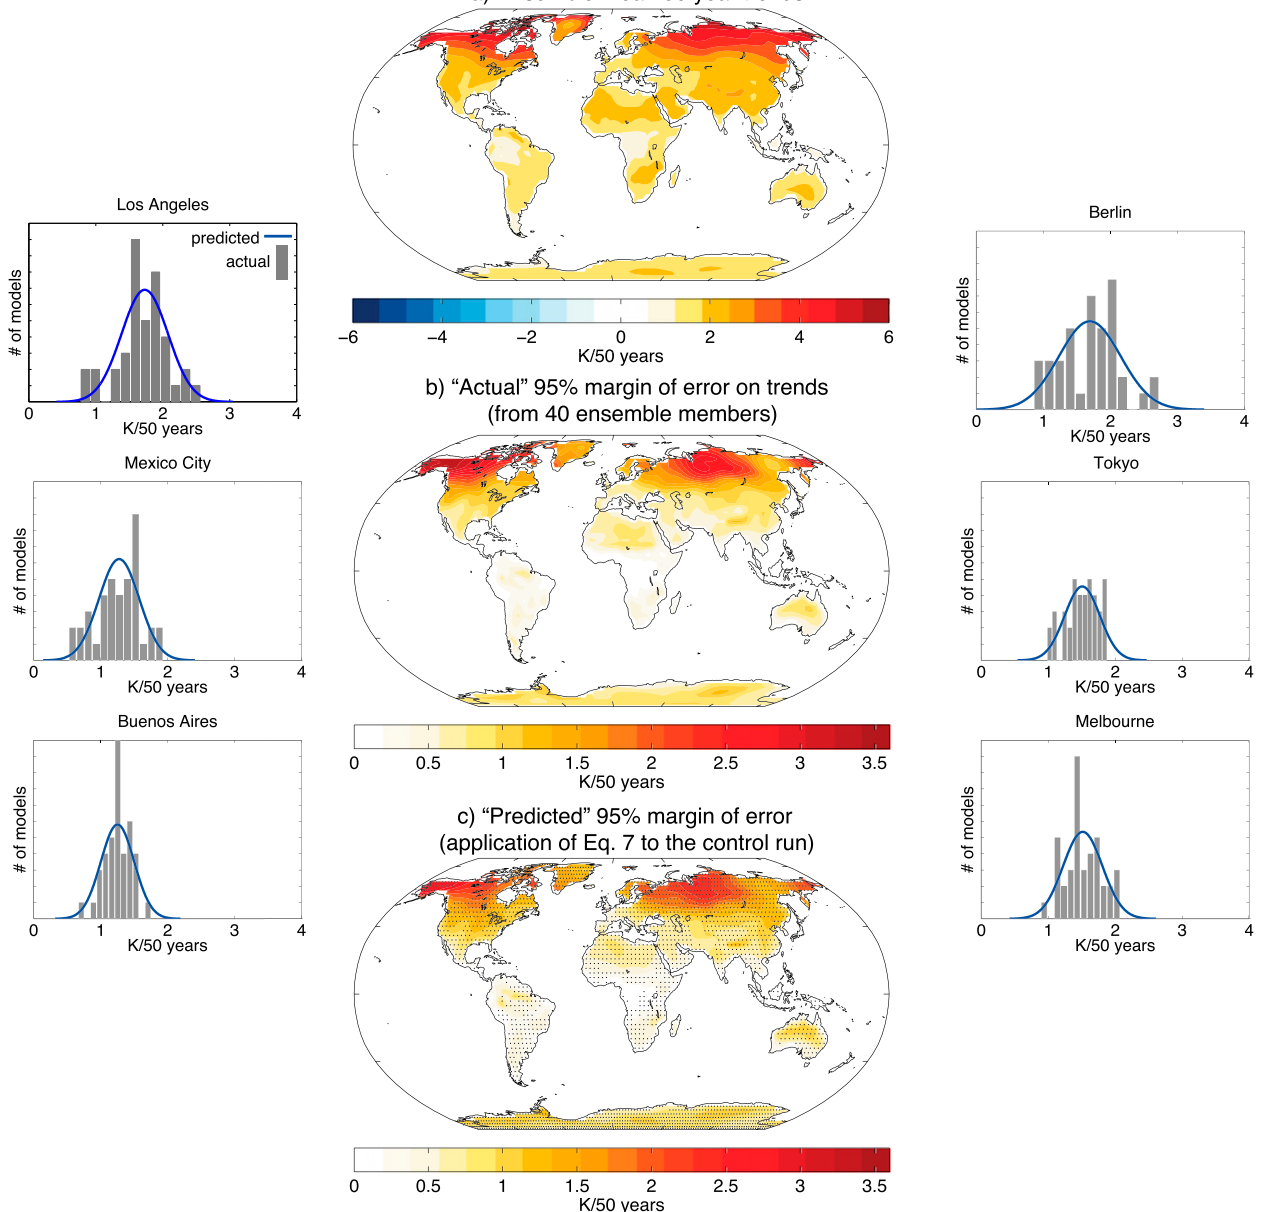 Los Angeles
predicted
actual
# of models
0 1 2 3 4
K/50 years
Mexico City
# of models
0 1 2 3 4
K/50 years
Buenos Aires
# of models
0 1 2 3 4
K/50 years
−6 −4 −2 0 2 4 6
K/50 years
b) “Actual” 95% margin of error on trends
(from 40 ensemble members)
0 0.5 1 1.5 2 2.5 3 3.5
K/50 years
c) “Predicted” 95% margin of error
(application of Eq. 7 to the control run)
0 0.5 1 1.5 2 2.5 3 3.5
K/50 years
Berlin
# of models
0 1 2 3 4
K/50 years
Tokyo
# of models
0 1 2 3 4
K/50 years
Melbourne
# of models
0 1 2 3 4
K/50 years